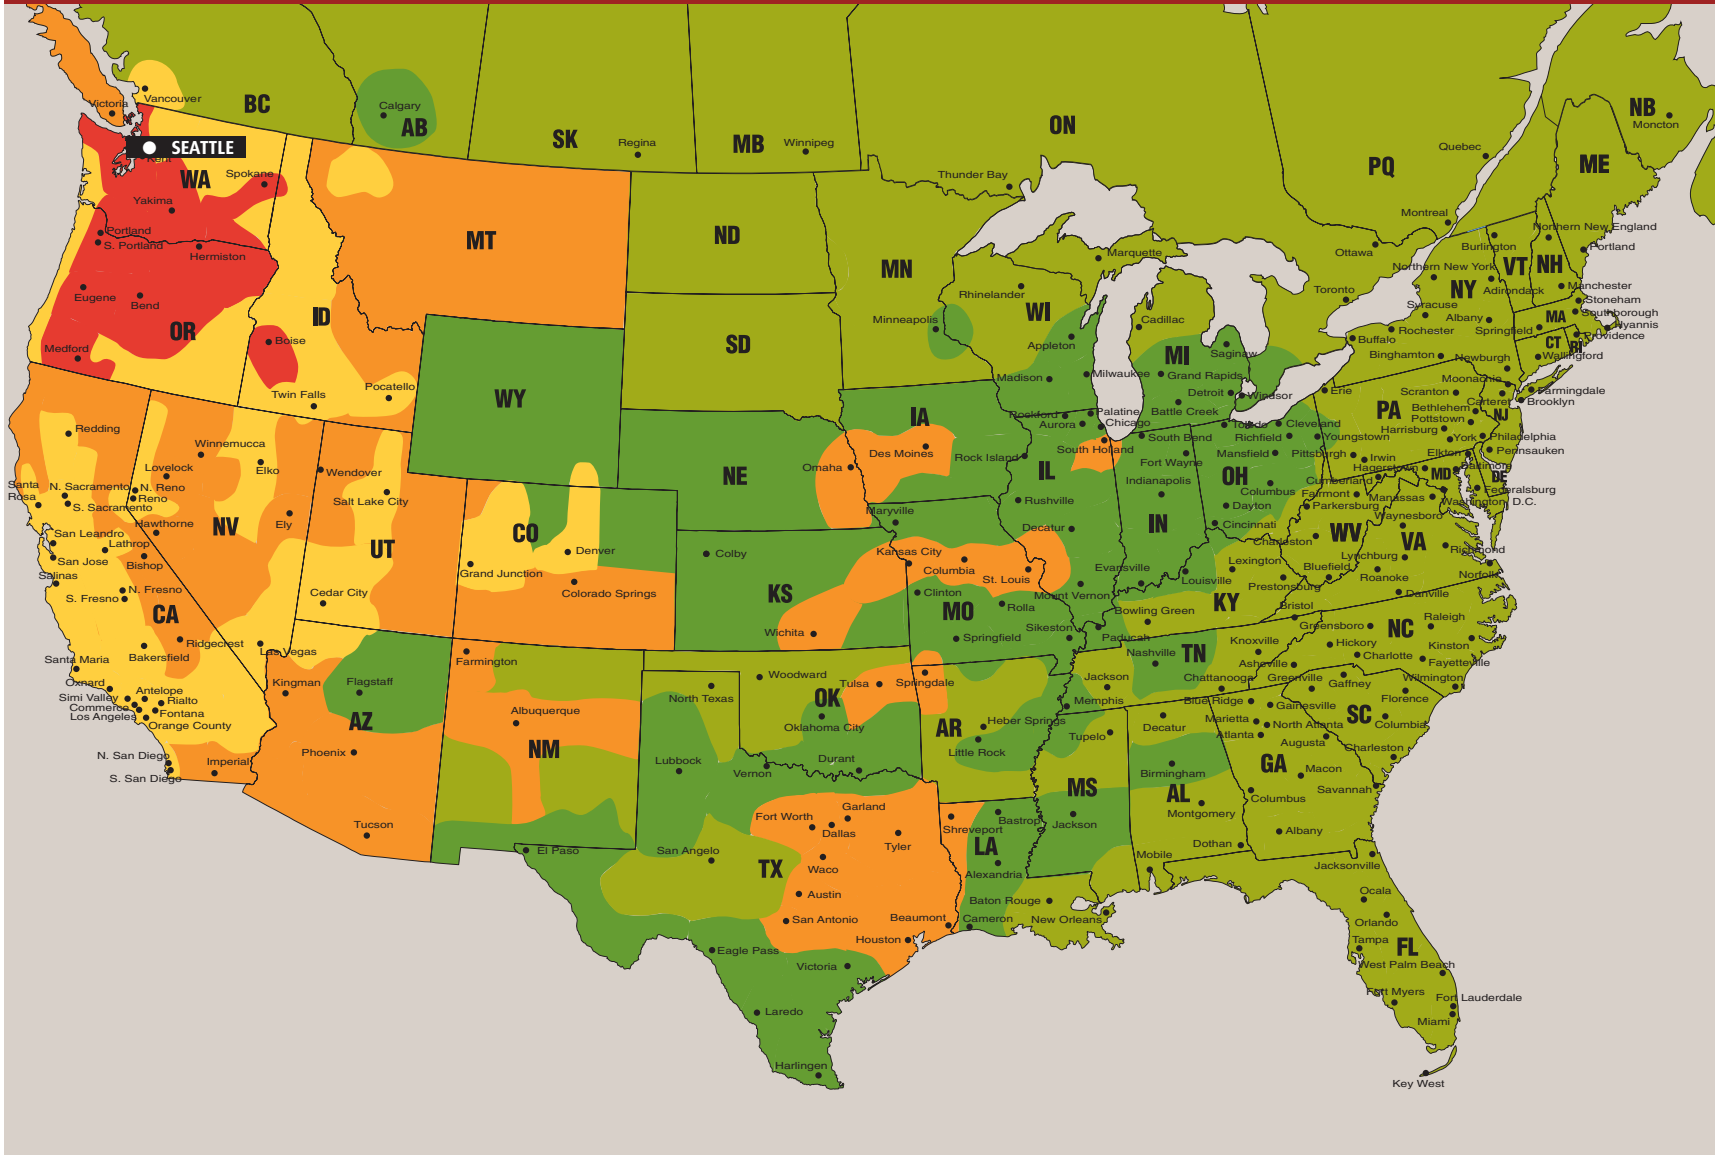 Victoria
Vancouver
BC
Calgary
AB
SK
Regina
MB
Winnipeg
ON
Thunder Bay
PQ
Quebec
Montreal
Ottawa
Toronto
NB
Moncton
ME
SEATTLE
Kent
WA
Spokane
Yakima
Portland
S. Portland
Hermiston
Eugene
Bend
OR
Medford
ID
Boise
Twin Falls
Pocatello
MT
WY
ND
SD
NE
Omaha
MN
Minneapolis
WI
Rhinelander
Marquette
Appleton
Madison
Milwaukee
MI
Cadillac
Saginaw
Grand Rapids
Detroit
Windsor
Battle Creek
IA
Des Moines
Rock Island
Rockford
Aurora
Palatine
Chicago
South Holland
IL
Rushville
Decatur
Mount Vernon
IN
South Bend
Fort Wayne
Indianapolis
Evansville
OH
Toledo
Cleveland
Richfield
Mansfield
Youngstown
Columbus
Dayton
Cincinnati
Northern New England
Portland
Burlington
VT
NH
Northern New York
NY
Adirondack
Manchester
Stoneham
Southborough
Hyannis
MA
Providence
CT
RI
Wallingford
Springfield
Syracuse
Albany
Rochester
Buffalo
Binghamton
Newburgh
Moonachie
Farmingdale
Brooklyn
Carteret
NJ
Erie
PA
Scranton
Bethlehem
Pottstown
Harrisburg
York
Philadelphia
Pennsauken
Pittsburgh
Irwin
Elkton
Hagerstown
MD
Baltimore
DE
Cumberland
Federalsburg
Fairmont
Manassas
Washington, D.C.
Parkersburg
WV
Charleston
Bluefield
Waynesboro
VA
Richmond
Lynchburg
Roanoke
Norfolk
Danville
Bristol
Lexington
Louisville
Prestonsburg
KY
Bowling Green
Paducah
TN
Nashville
Knoxville
Chattanooga
Jackson
Memphis
NC
Greensboro
Raleigh
Hickory
Kinston
Charlotte
Fayetteville
Asheville
Wilmington
Greenville
Gaffney
SC
Florence
Columbia
Charleston
Blue Ridge
Gainesville
Marietta
North Atlanta
Atlanta
Augusta
GA
Macon
Columbus
Savannah
Albany
AL
Decatur
Birmingham
Montgomery
Dothan
Mobile
MS
Tupelo
Jackson
FL
Jacksonville
Ocala
Orlando
Tampa
West Palm Beach
Fort Myers
Fort Lauderdale
Miami
Key West
LA
Shreveport
Bastrop
Alexandria
Baton Rouge
New Orleans
Cameron
AR
Springdale
Heber Springs
Little Rock
MO
Maryville
Kansas City
Columbia
St. Louis
Clinton
Rolla
Springfield
Sikeston
KS
Colby
Wichita
OK
Woodward
Tulsa
Oklahoma City
Durant
TX
North Texas
Lubbock
Vernon
Fort Worth
Garland
Dallas
Tyler
Waco
San Angelo
Austin
San Antonio
Beaumont
Houston
El Paso
Eagle Pass
Victoria
Laredo
Harlingen
NM
Farmington
Albuquerque
CO
Denver
Grand Junction
Colorado Springs
UT
Wendover
Salt Lake City
Cedar City
AZ
Kingman
Flagstaff
Phoenix
Tucson
NV
Winnemucca
Lovelock
Elko
N. Reno
Reno
Ely
Hawthorne
Las Vegas
CA
Redding
Santa
Rosa
N. Sacramento
S. Sacramento
San Leandro
Lathrop
San Jose
Bishop
Salinas
N. Fresno
S. Fresno
Ridgecrest
Bakersfield
Santa Maria
Oxnard
Simi Valley
Antelope
Rialto
Commerce
Fontana
Los Angeles
Orange County
N. San Diego
S. San Diego
Imperial